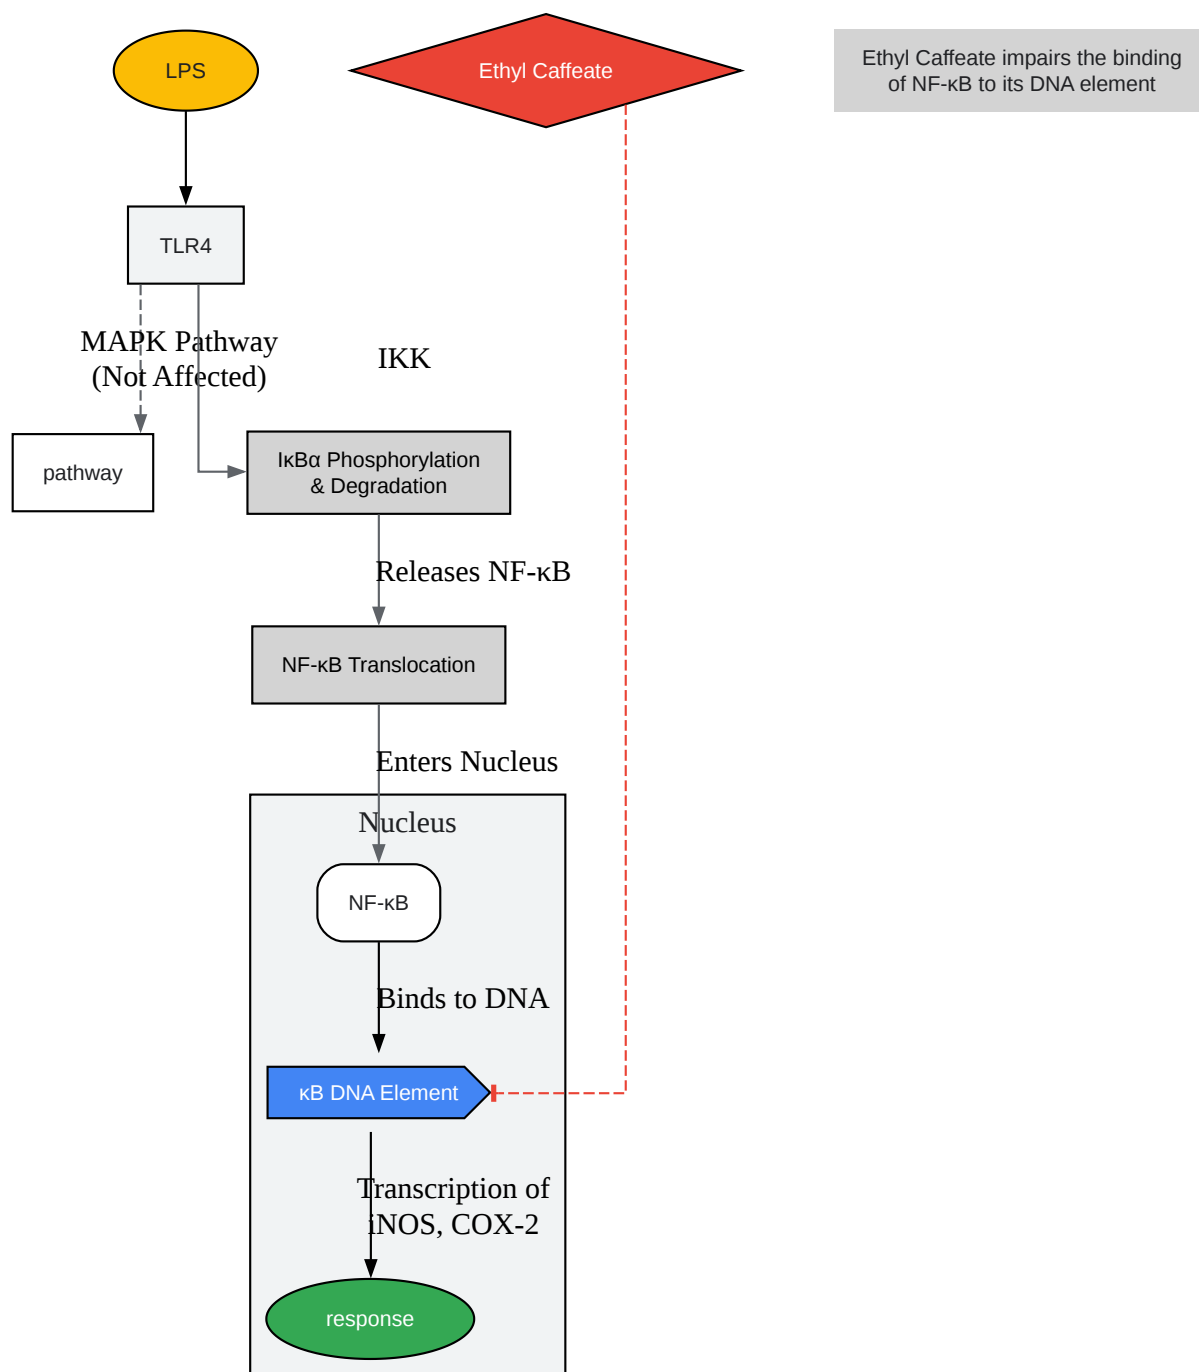 LPS
Ethyl Caffeate
Ethyl Caffeate impairs the binding
of NF-κB to its DNA element
TLR4
MAPK Pathway
(Not Affected)
IKK
pathway
IκBα Phosphorylation
& Degradation
Releases NF-κB
NF-κB Translocation
Enters Nucleus
Nucleus
NF-κB
Binds to DNA
κB DNA Element
Transcription of
iNOS, COX-2
response